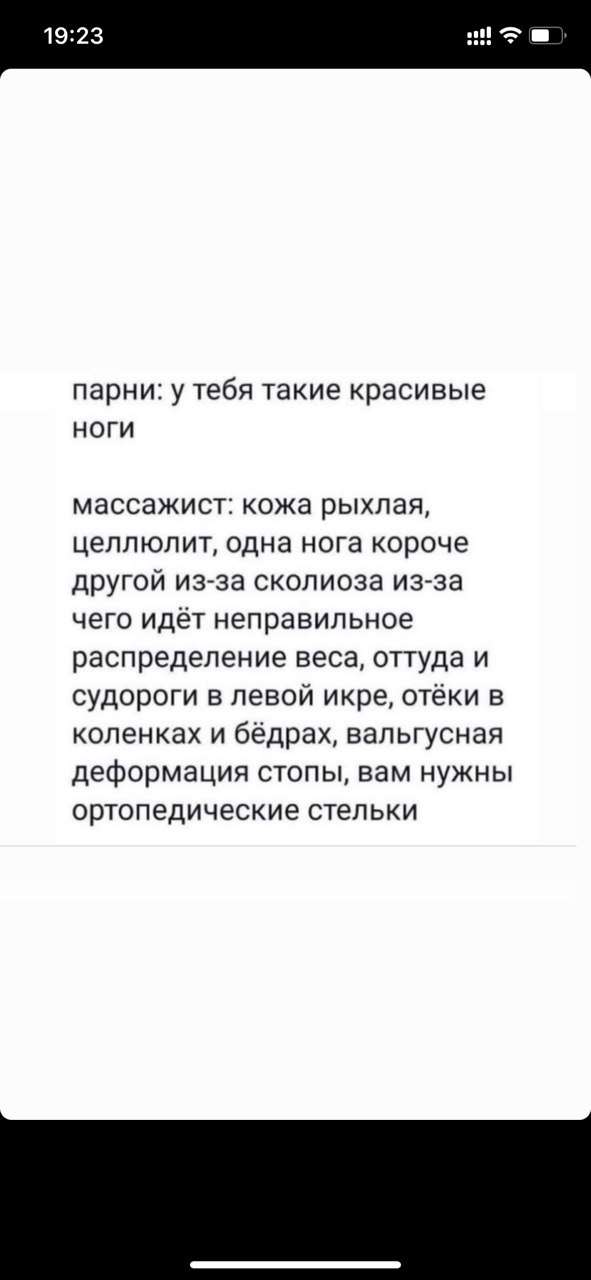 19:23
парни: у тебя такие красивые
ноги
массажист: кожа рыхлая,
целлюлит, одна нога короче
другой из-за сколиоза из-за
чего идёт неправильное
распределение веса, оттуда и
судороги в левой икре, отёки в
коленках и бёдрах, вальгусная
деформация стопы, вам нужны
ортопедические стельки